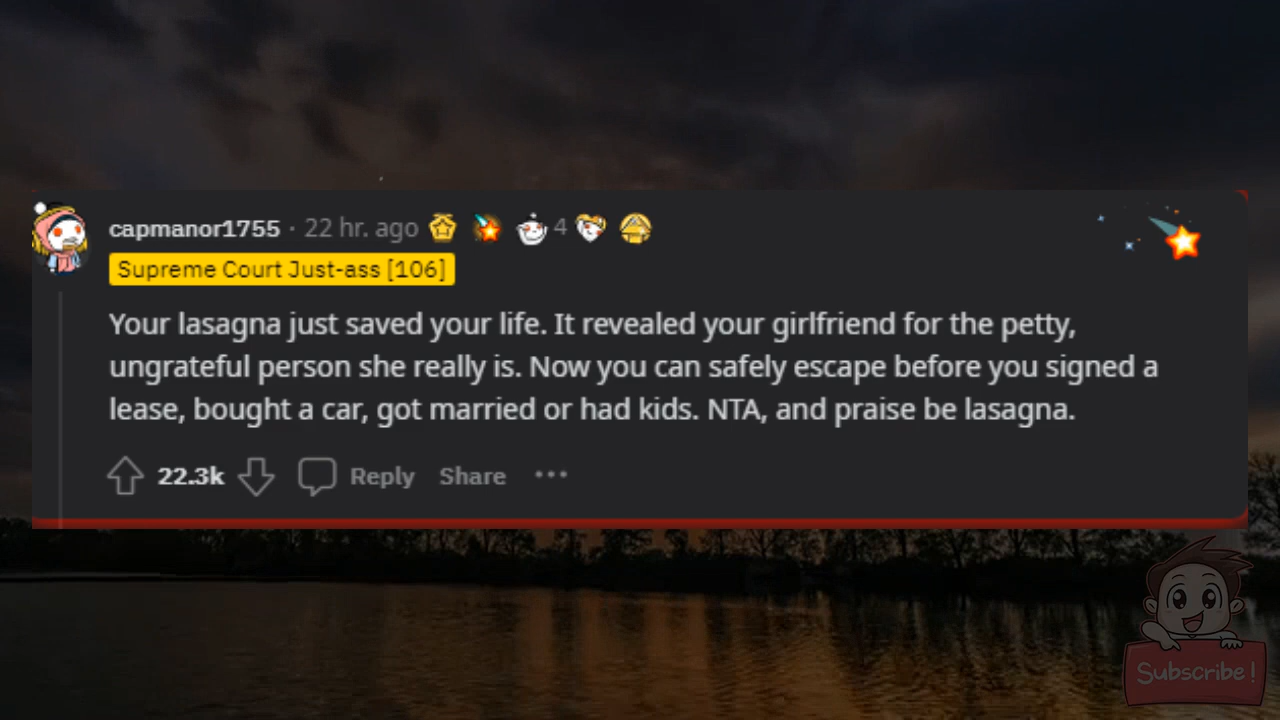 capmanor1755 · 22 hr. ago 4
Supreme Court Just-ass [106]
Your lasagna just saved your life. It revealed your girlfriend for the petty,
ungrateful person she really is. Now you can safely escape before you signed a
lease, bought a car, got married or had kids. NTA, and praise be lasagna.
22.3k Reply Share ···
Subscribe!